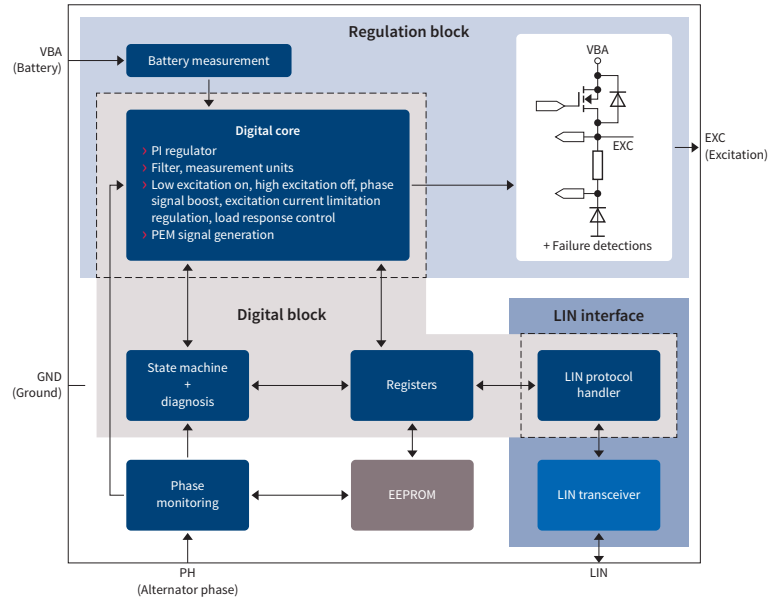 Regulation block
VBA
(Battery)
Battery measurement
VBA
Digital core
› PI regulator
› Filter, measurement units
› Low excitation on, high excitation off, phase
signal boost, excitation current limitation
regulation, load response control
› PEM signal generation
EXC
+ Failure detections
EXC
(Excitation)
Digital block
LIN interface
GND
(Ground)
State machine
+
diagnosis
Registers
LIN protocol
handler
Phase
monitoring
EEPROM
LIN transceiver
PH
(Alternator phase)
LIN